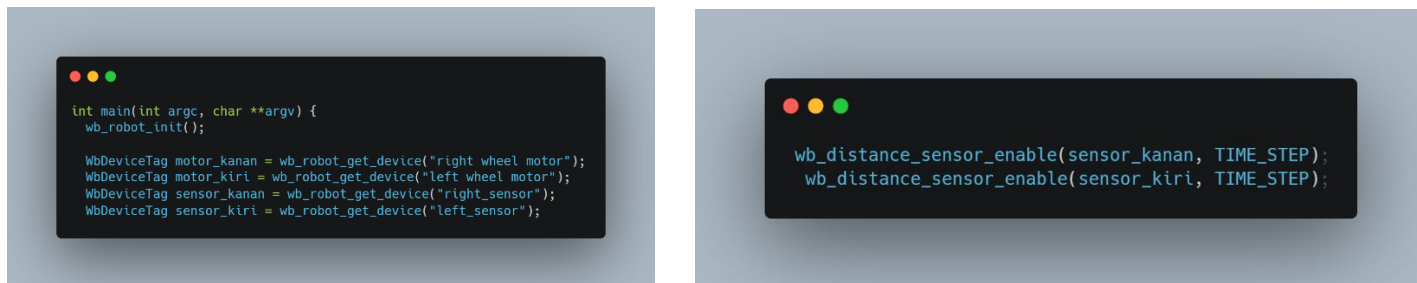 int main(int argc, char **argv) {
wb_robot_init();
WbDeviceTag motor_kanan = wb_robot_get_device("right wheel motor");
WbDeviceTag motor_kiri = wb_robot_get_device("left wheel motor");
WbDeviceTag sensor_kanan = wb_robot_get_device("right_sensor");
WbDeviceTag sensor_kiri = wb_robot_get_device("left_sensor");
wb_distance_sensor_enable(sensor_kanan, TIME_STEP);
wb_distance_sensor_enable(sensor_kiri, TIME_STEP);